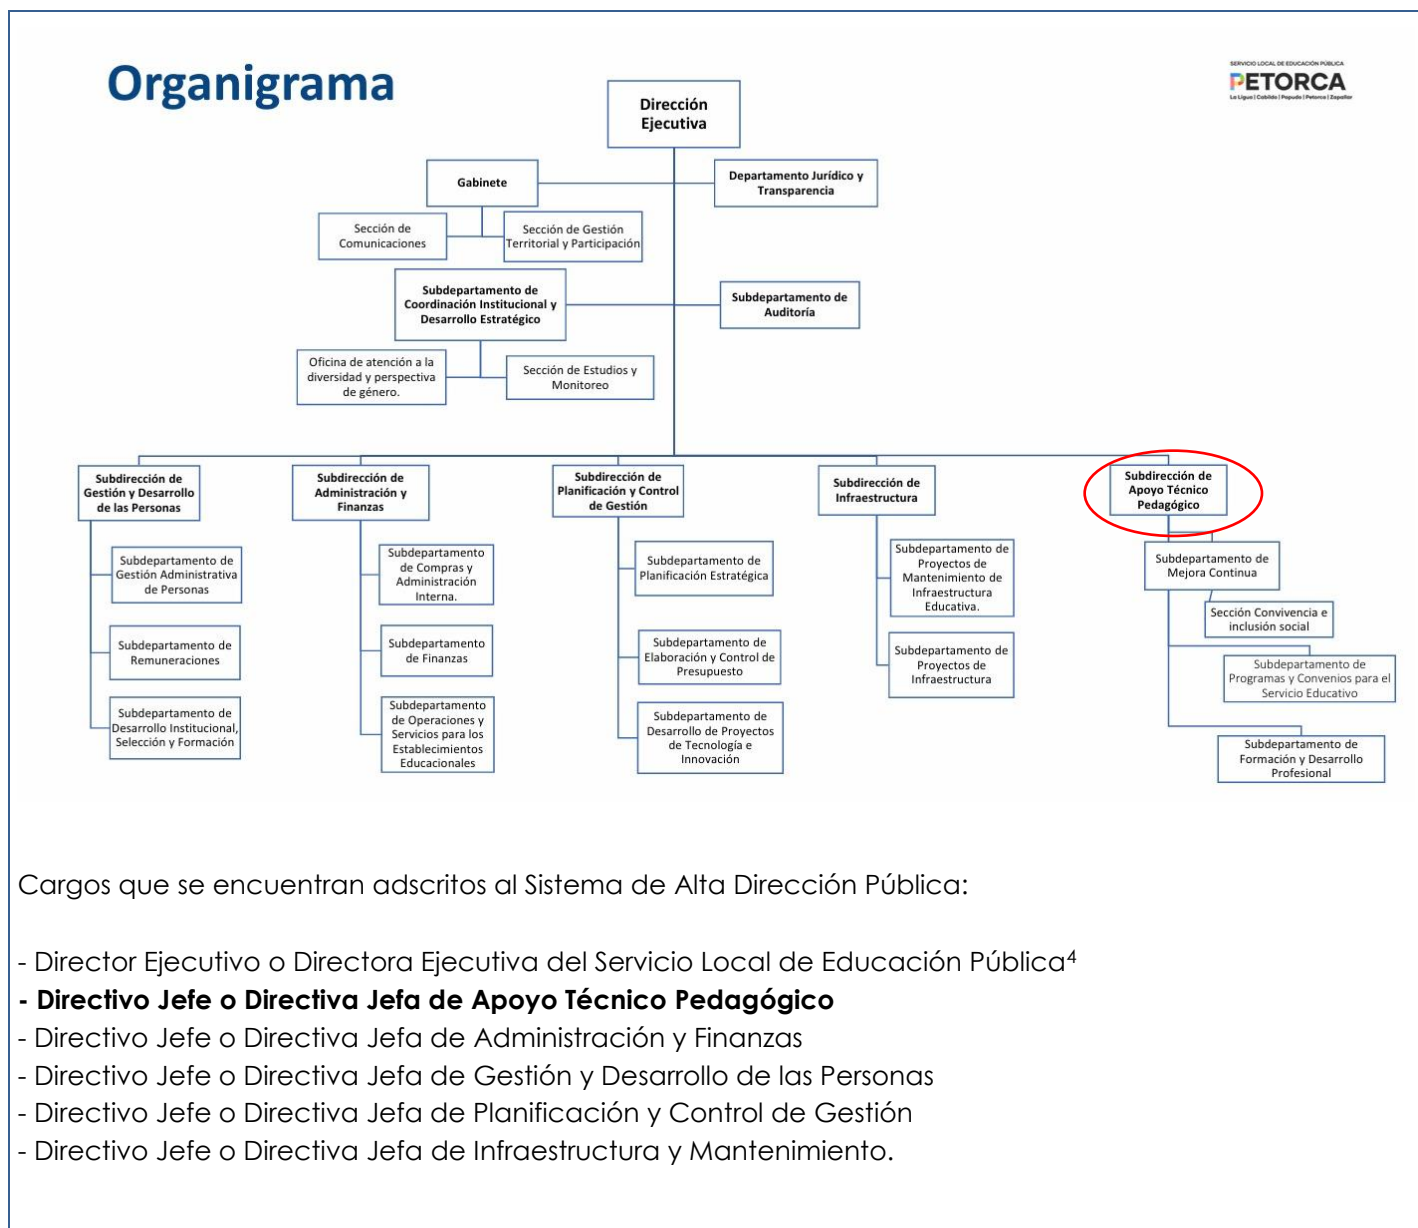 Organigrama
SERVICIO LOCAL DE EDUCACIÓN PÚBLICA
PETORCA
La Ligua | Cabildo | Papudo | Petorca | Zapallar
Dirección
Ejecutiva
Gabinete
Departamento Jurídico y
Transparencia
Sección de
Comunicaciones
Sección de Gestión
Territorial y Participación
Subdepartamento de
Coordinación Institucional y
Desarrollo Estratégico
Subdepartamento de
Auditoría
Oficina de atención a la
diversidad y perspectiva
de género.
Sección de Estudios y
Monitoreo
Subdirección de
Gestión y Desarrollo
de las Personas
Subdepartamento de
Gestión Administrativa
de Personas
Subdepartamento de
Remuneraciones
Subdepartamento de
Desarrollo Institucional,
Selección y Formación
Subdirección de
Administración y
Finanzas
Subdepartamento
de Compras y
Administración
Interna.
Subdepartamento
de Finanzas
Subdepartamento
de Operaciones y
Servicios para los
Establecimientos
Educacionales
Subdirección de
Planificación y Control
de Gestión
Subdepartamento de
Planificación Estratégica
Subdepartamento de
Elaboración y Control de
Presupuesto
Subdepartamento de
Desarrollo de Proyectos
de Tecnología e
Innovación
Subdirección de
Infraestructura
Subdepartamento de
Proyectos de
Mantenimiento de
Infraestructura
Educativa.
Subdepartamento de
Proyectos de
Infraestructura
Subdirección de
Apoyo Técnico
Pedagógico
Subdepartamento de
Mejora Continua
Sección Convivencia e
inclusión social
Subdepartamento de
Programas y Convenios para el
Servicio Educativo
Subdepartamento de
Formación y Desarrollo
Profesional
Cargos que se encuentran adscritos al Sistema de Alta Dirección Pública:
- Director Ejecutivo o Directora Ejecutiva del Servicio Local de Educación Pública⁴
- Directivo Jefe o Directiva Jefa de Apoyo Técnico Pedagógico
- Directivo Jefe o Directiva Jefa de Administración y Finanzas
- Directivo Jefe o Directiva Jefa de Gestión y Desarrollo de las Personas
- Directivo Jefe o Directiva Jefa de Planificación y Control de Gestión
- Directivo Jefe o Directiva Jefa de Infraestructura y Mantenimiento.